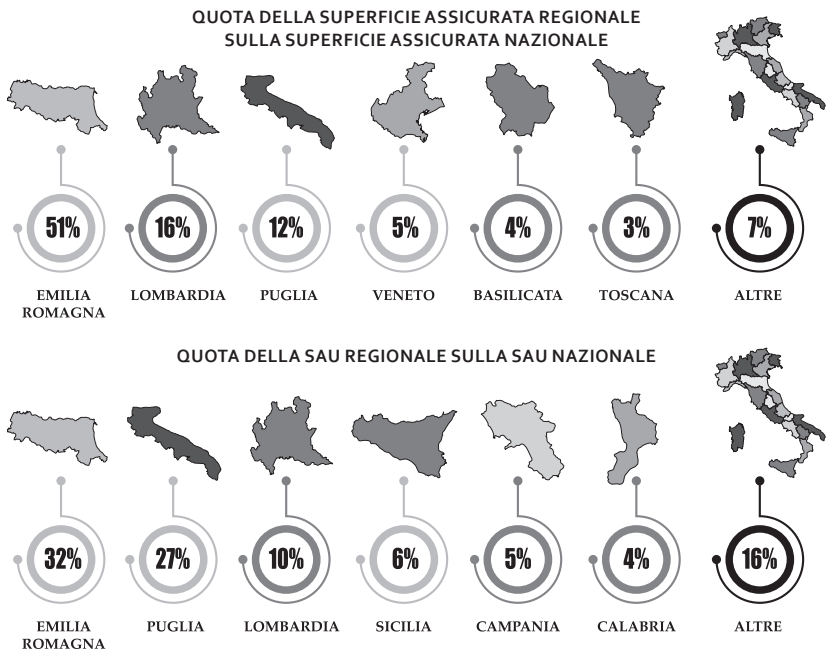 QUOTA DELLA SUPERFICIE ASSICURATA REGIONALE
SULLA SUPERFICIE ASSICURATA NAZIONALE
51%
16%
12%
5%
4%
3%
7%
EMILIA
ROMAGNA
LOMBARDIA
PUGLIA
VENETO
BASILICATA
TOSCANA
ALTRE
QUOTA DELLA SAU REGIONALE SULLA SAU NAZIONALE
32%
27%
10%
6%
5%
4%
16%
EMILIA
ROMAGNA
PUGLIA
LOMBARDIA
SICILIA
CAMPANIA
CALABRIA
ALTRE